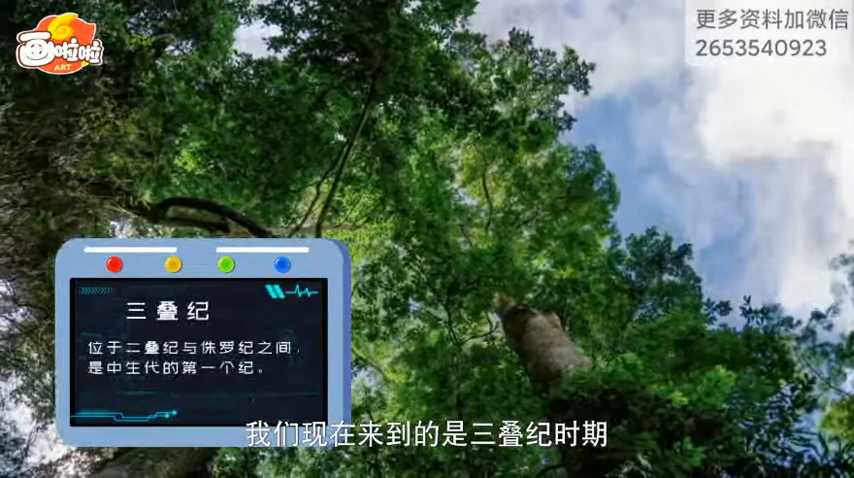 画啦啦
ART
更多资料加微信
2653540923
三叠纪
位于二叠纪与侏罗纪之间，
是中生代的第一个纪。
我们现在来到的是三叠纪时期